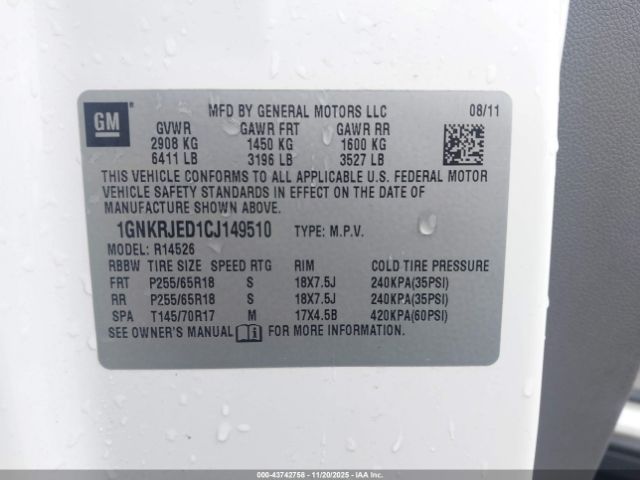 GM
MFD BY GENERAL MOTORS LLC 08/11
GVWR GAWR FRT GAWR RR
2908 KG 1450 KG 1600 KG
6411 LB 3196 LB 3527 LB
THIS VEHICLE CONFORMS TO ALL APPLICABLE U.S. FEDERAL MOTOR
VEHICLE SAFETY STANDARDS IN EFFECT ON THE DATE OF
MANUFACTURE SHOWN ABOVE.
1GNKRJED1CJ149510 TYPE: M.P.V.
MODEL: R14526
RBBW TIRE SIZE SPEED RTG RIM COLD TIRE PRESSURE
FRT P255/65R18 S 18X7.5J 240KPA(35PSI)
RR P255/65R18 S 18X7.5J 240KPA(35PSI)
SPA T145/70R17 M 17X4.5B 420KPA(60PSI)
SEE OWNER'S MANUAL FOR MORE INFORMATION.
000-43742758 - 11/20/2025 - IAA, Inc.